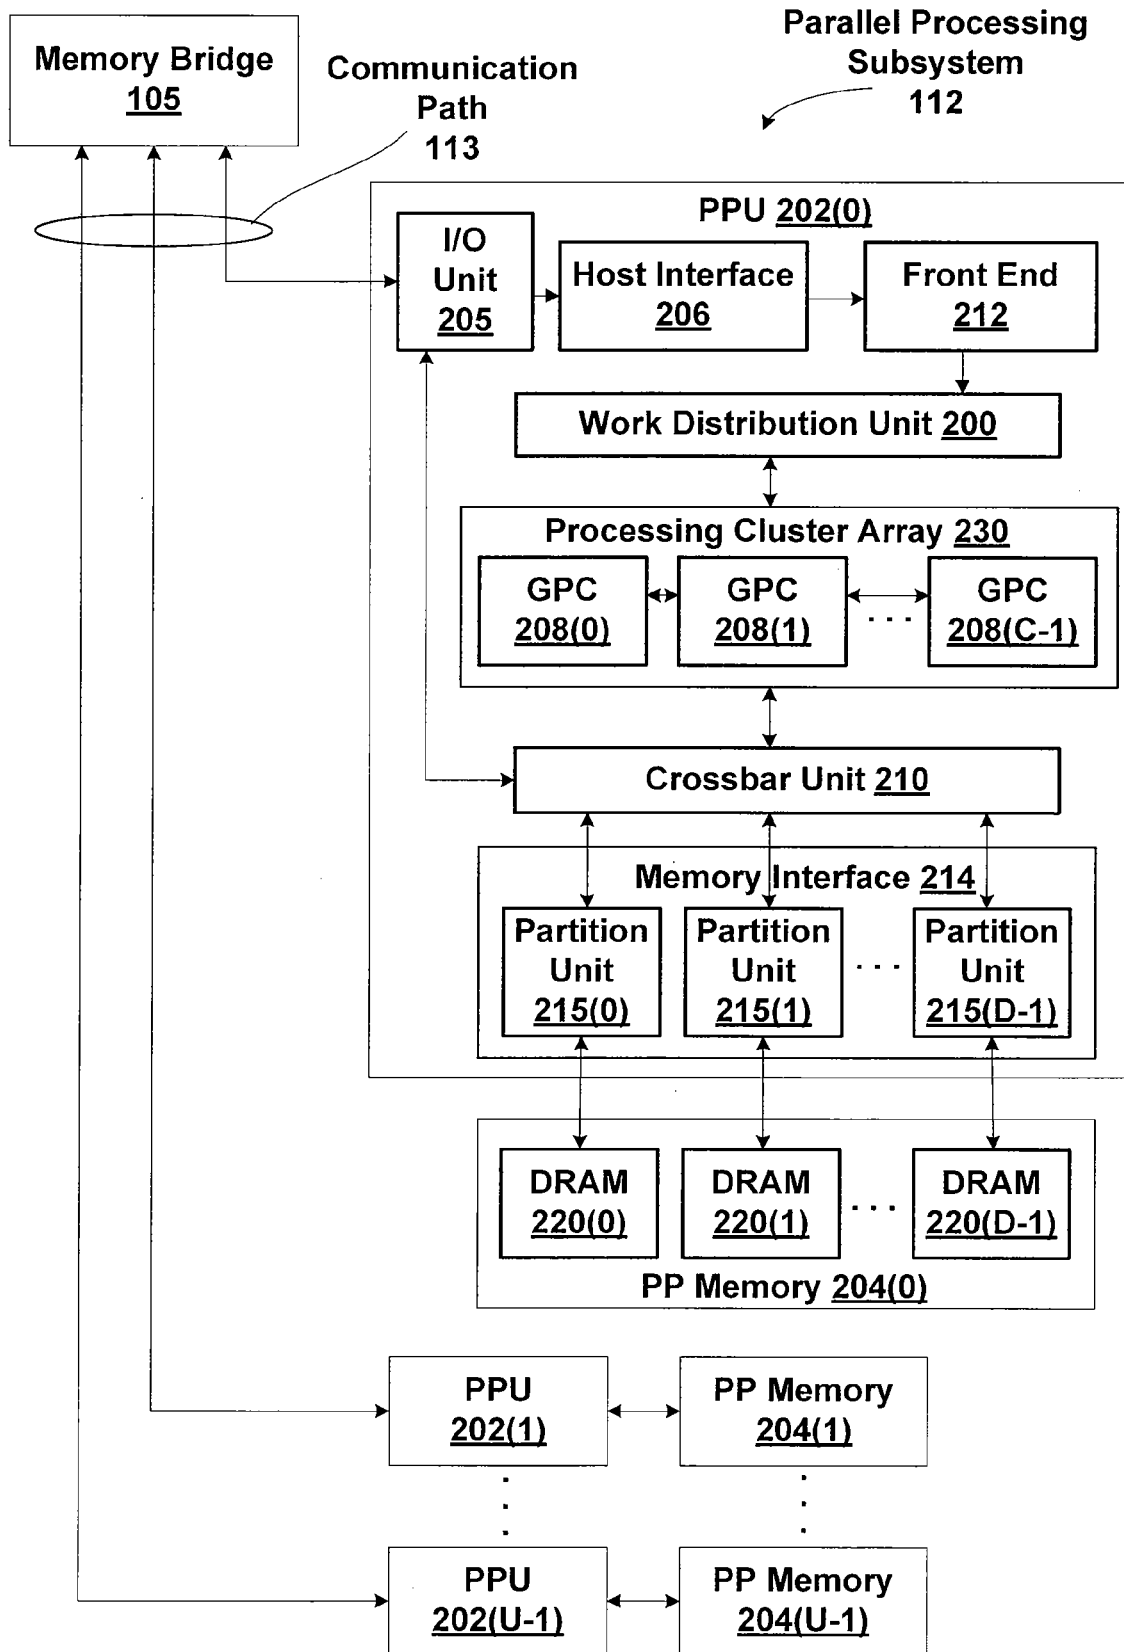 Memory Bridge
105
Communication
Path
113
Parallel Processing
Subsystem
112
PPU 202(0)
I/O
Unit
205
Host Interface
206
Front End
212
Work Distribution Unit 200
Processing Cluster Array 230
GPC
208(0)
GPC
208(1)
. . .
GPC
208(C-1)
Crossbar Unit 210
Memory Interface 214
Partition
Unit
215(0)
Partition
Unit
215(1)
. . .
Partition
Unit
215(D-1)
DRAM
220(0)
DRAM
220(1)
. . .
DRAM
220(D-1)
PP Memory 204(0)
PPU
202(1)
PP Memory
204(1)
PPU
202(U-1)
PP Memory
204(U-1)